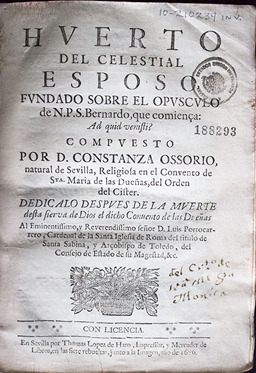 10-210239 INV.
HVERTO
DEL CELESTIAL
ESPOSO
FVNDADO SOBRE EL OPVSCVLO
de N.P.S. Bernardo, que comiença:
Ad quid venisti?
188293
COMPVESTO
POR D. CONSTANZA OSSORIO,
natural de Sevilla, Religiosa en el Convento de
Sta. Maria de las Dueñas, del Orden
del Cister.
DEDICALO DESPVES DE LA MVERTE
desta sierva de Dios el dicho Convento de las Dueñas
Al Eminentissimo, y Reverendissimo señor D. Luis Portocar-
rero, Cardenal de la Santa Iglesia de Roma del titulo de
Santa Sabina, y Arçobispo de Toledo, del
Consejo de Estado de su Magestad, &c.
CON LICENCIA.
En Sevilla por Thomas Lopez de Haro, Impressor, y Mercader de
Libros, en las siete rebueltas, junto a la Imagen, año de 1686.